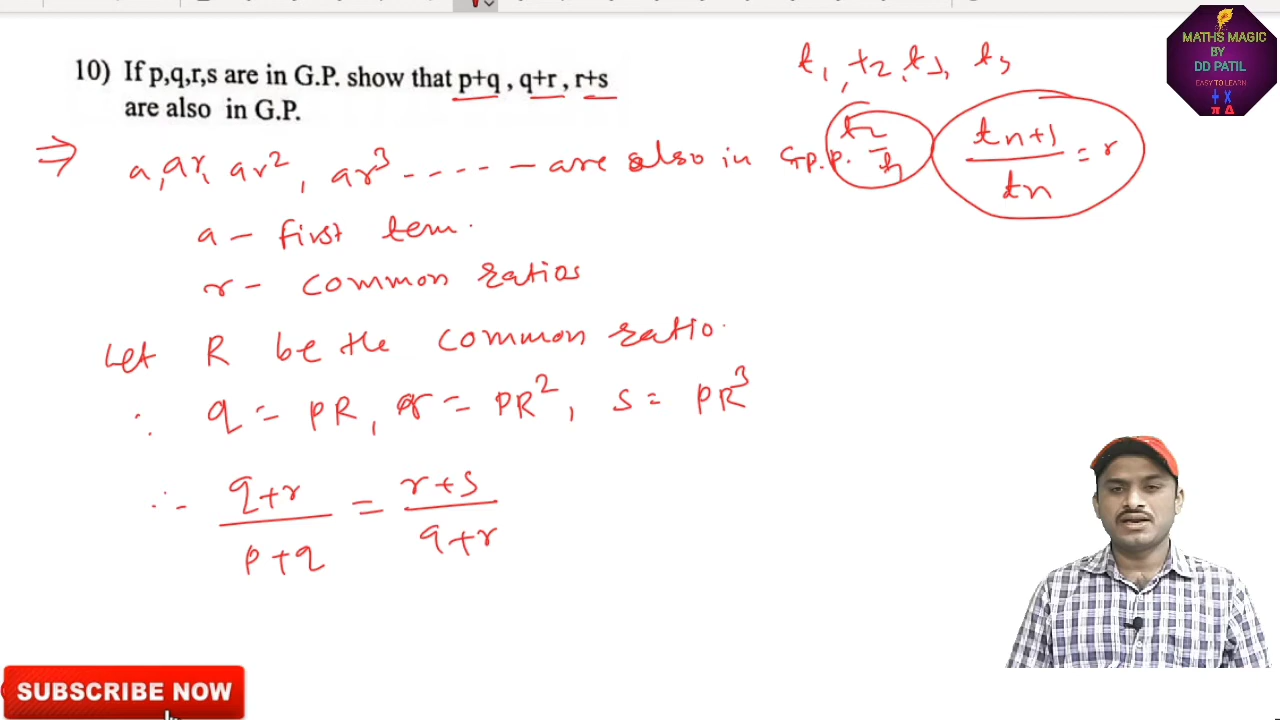 10) If p,q,r,s are in G.P. show that p+q , q+r , r+s
are also in G.P.
t1, t2, t3, t3
MATHS MAGIC
BY
DD PATIL
EASY TO LEARN
+ X
π Δ
⇒ a, ar, ar², ar³ ----- are also in G.p.p.
t2/t1
tn+1/tn = r
a - first term.
r - common ratios
Let R be the common ratio.
∴ q = PR, r = PR², s = PR³
∴ q+r/p+q = r+s/q+r
SUBSCRIBE NOW